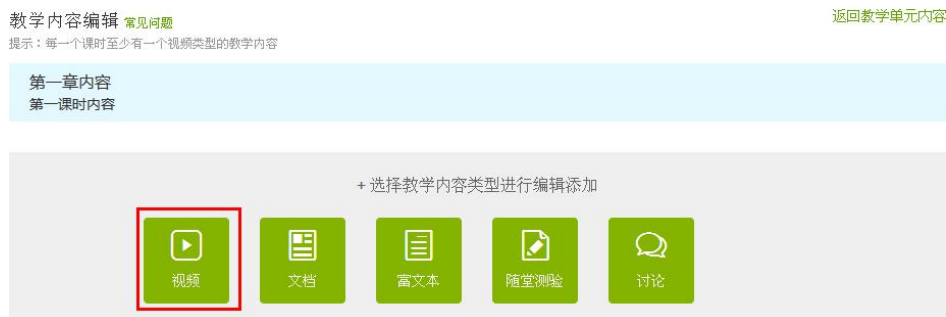 教学内容编辑 常见问题
返回教学单元内容
提示：每一个课时至少有一个视频类型的教学内容
第一章内容
第一课时内容
+ 选择教学内容类型进行编辑添加
视频 文档 富文本 随堂测验 讨论